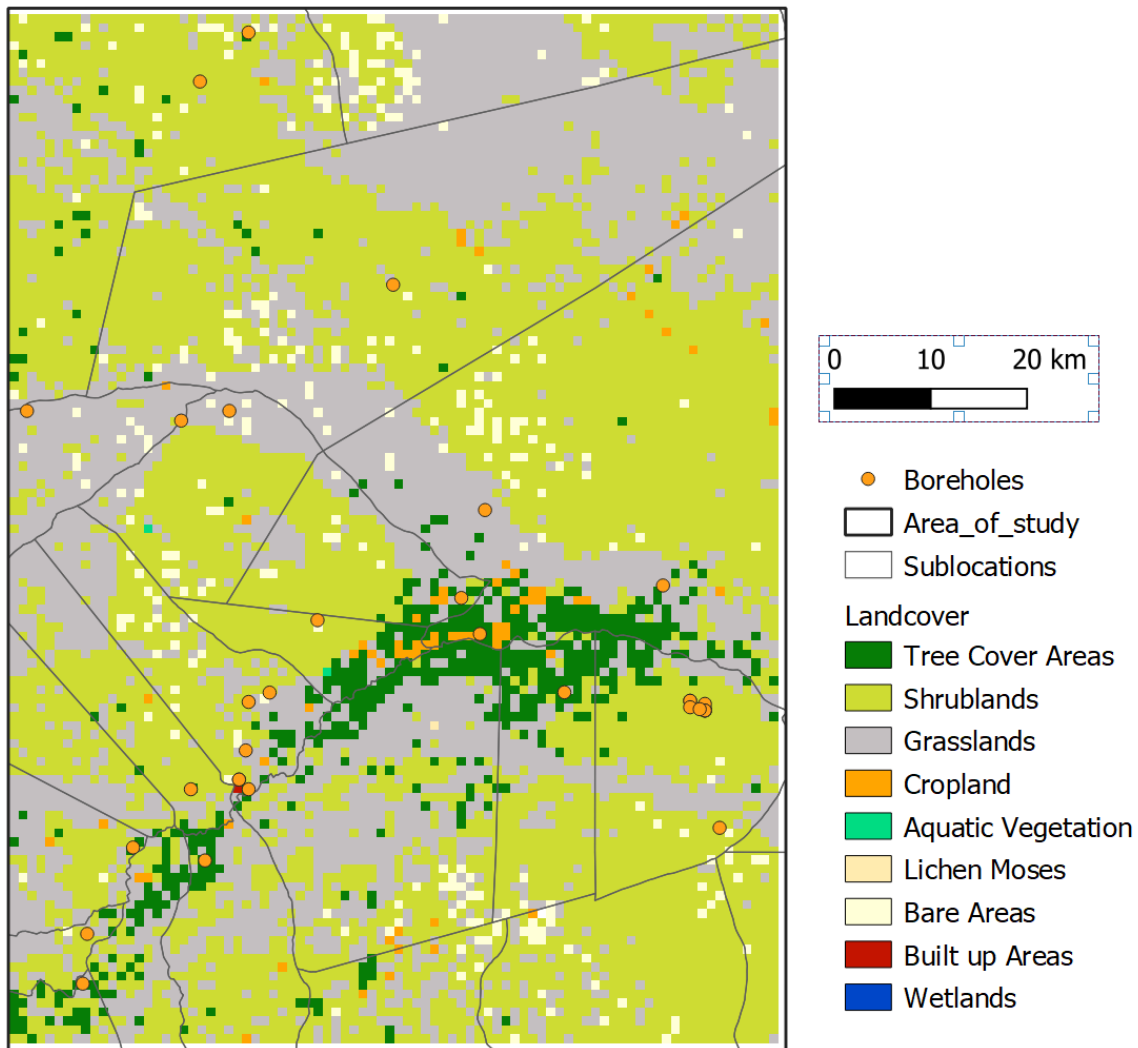 0 10 20 km
Boreholes
Area_of_study
Sublocations
Landcover
Tree Cover Areas
Shrublands
Grasslands
Cropland
Aquatic Vegetation
Lichen Moses
Bare Areas
Built up Areas
Wetlands